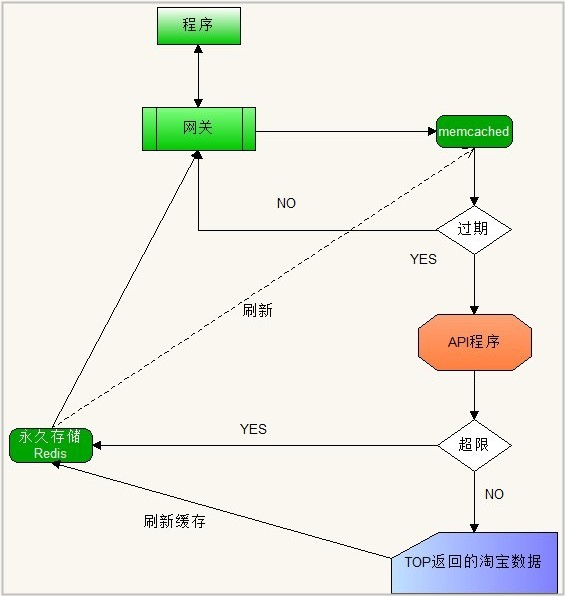 程序
网关
memcached
NO
过期
YES
刷新
API程序
永久存储
Redis
YES
超限
NO
刷新缓存
TOP返回的淘宝数据